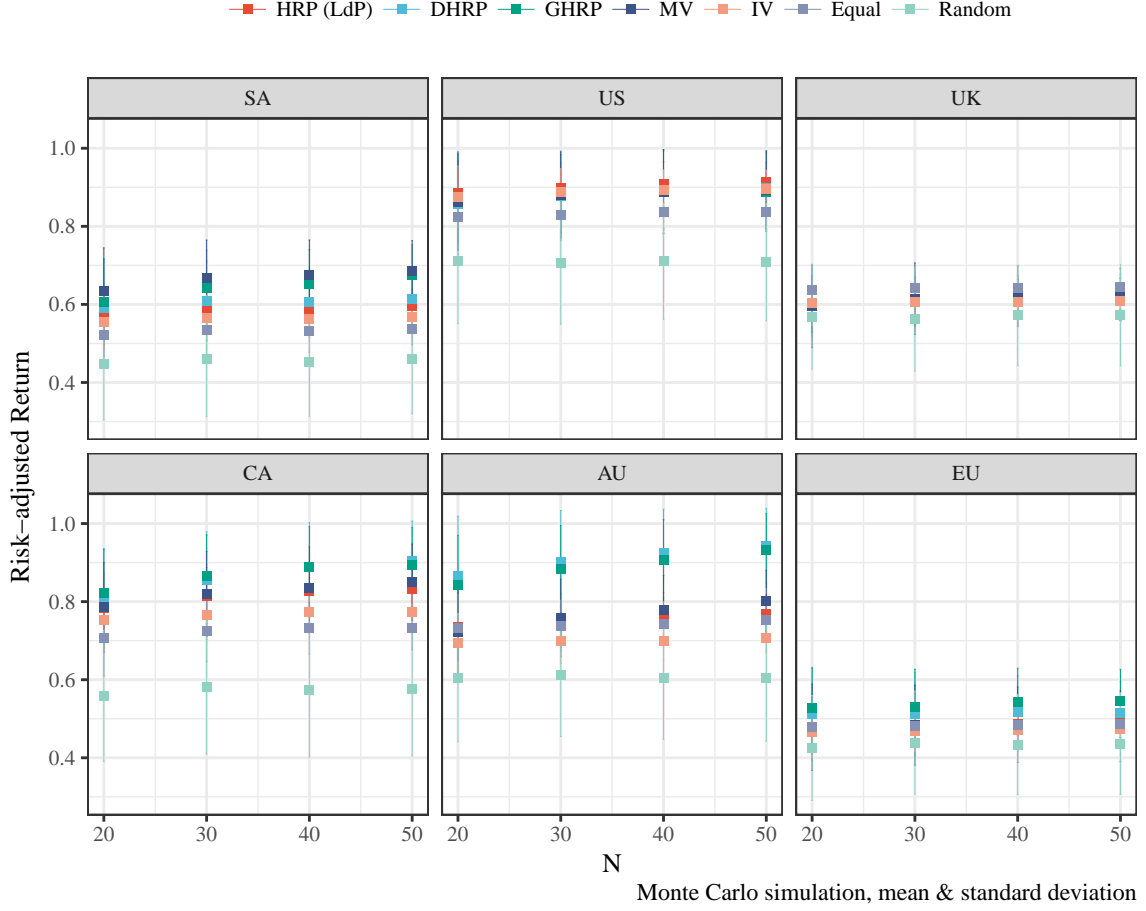 HRP (LdP) DHRP GHRP MV IV Equal Random
SA US UK
1.0
0.8
0.6
0.4
CA AU EU
1.0
0.8
0.6
0.4
Risk−adjusted Return
20 30 40 50 20 30 40 50 20 30 40 50
N
Monte Carlo simulation, mean & standard deviation